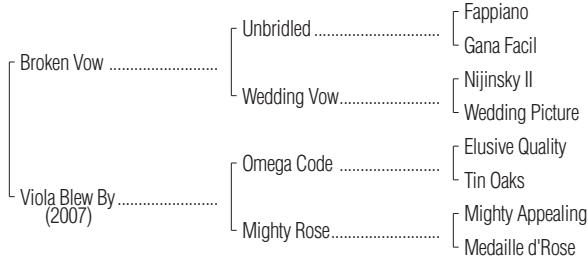 Fappiano
Unbridled
Gana Facil
Broken Vow
Nijinsky II
Wedding Vow
Wedding Picture
Elusive Quality
Omega Code
Tin Oaks
Viola Blew By
(2007)
Mighty Appealing
Mighty Rose
Medaille d'Rose